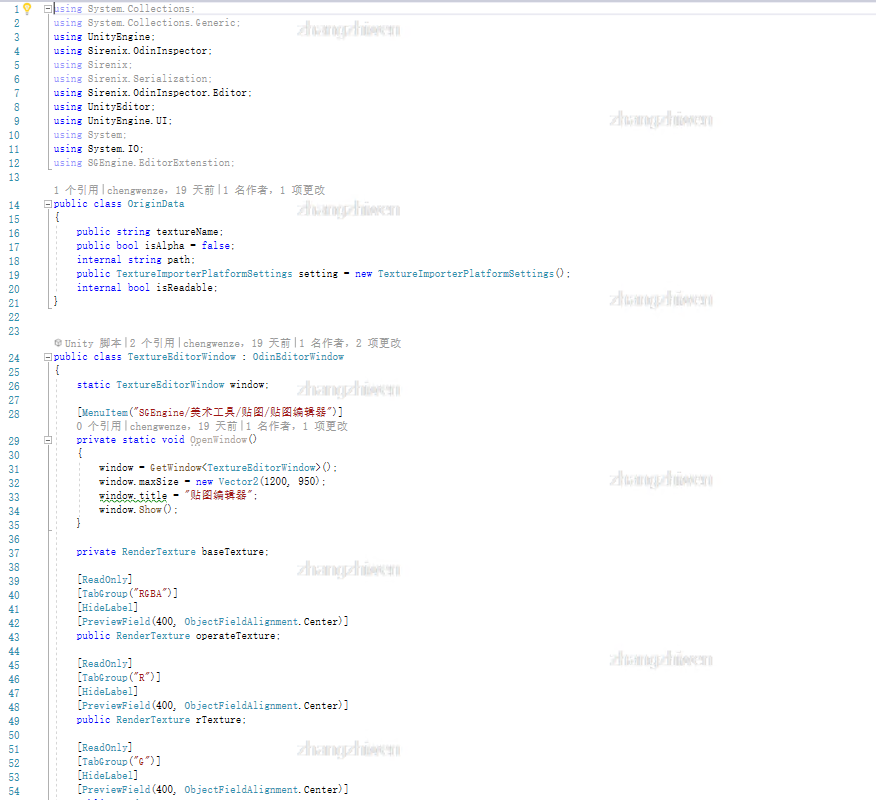 1 using System.Collections;
2 using System.Collections.Generic;
3 using UnityEngine;
4 using Sirenix.OdinInspector;
5 using Sirenix;
6 using Sirenix.Serialization;
7 using Sirenix.OdinInspector.Editor;
8 using UnityEditor;
9 using UnityEngine.UI;
10 using System;
11 using System.IO;
12 using SGEngine.EditorExtenstion;
13
1 个引用|chengwenze, 19 天前|1 名作者, 1 项更改
14 public class OriginData
15 {
16 public string textureName;
17 public bool isAlpha = false;
18 internal string path;
19 public TextureImporterPlatformSettings setting = new TextureImporterPlatformSettings();
20 internal bool isReadable;
21 }
22
23
Unity 脚本|2 个引用|chengwenze, 19 天前|1 名作者, 2 项更改
24 public class TextureEditorWindow : OdinEditorWindow
25 {
26 static TextureEditorWindow window;
27
28 [MenuItem("SGEngine/美术工具/贴图/贴图编辑器")]
0 个引用|chengwenze, 19 天前|1 名作者, 1 项更改
29 private static void OpenWindow()
30 {
31 window = GetWindow<TextureEditorWindow>();
32 window.maxSize = new Vector2(1200, 950);
33 window.title = "贴图编辑器";
34 window.Show();
35 }
36
37 private RenderTexture baseTexture;
38
39 [ReadOnly]
40 [TabGroup("RGBA")]
41 [HideLabel]
42 [PreviewField(400, ObjectFieldAlignment.Center)]
43 public RenderTexture operateTexture;
44
45 [ReadOnly]
46 [TabGroup("R")]
47 [HideLabel]
48 [PreviewField(400, ObjectFieldAlignment.Center)]
49 public RenderTexture rTexture;
50
51 [ReadOnly]
52 [TabGroup("G")]
53 [HideLabel]
54 [PreviewField(400, ObjectFieldAlignment.Center)]
zhangzhiwen
zhangzhiwen
zhangzhiwen
zhangzhiwen
zhangzhiwen
zhangzhiwen
zhangzhiwen
zhangzhiwen
zhangzhiwen